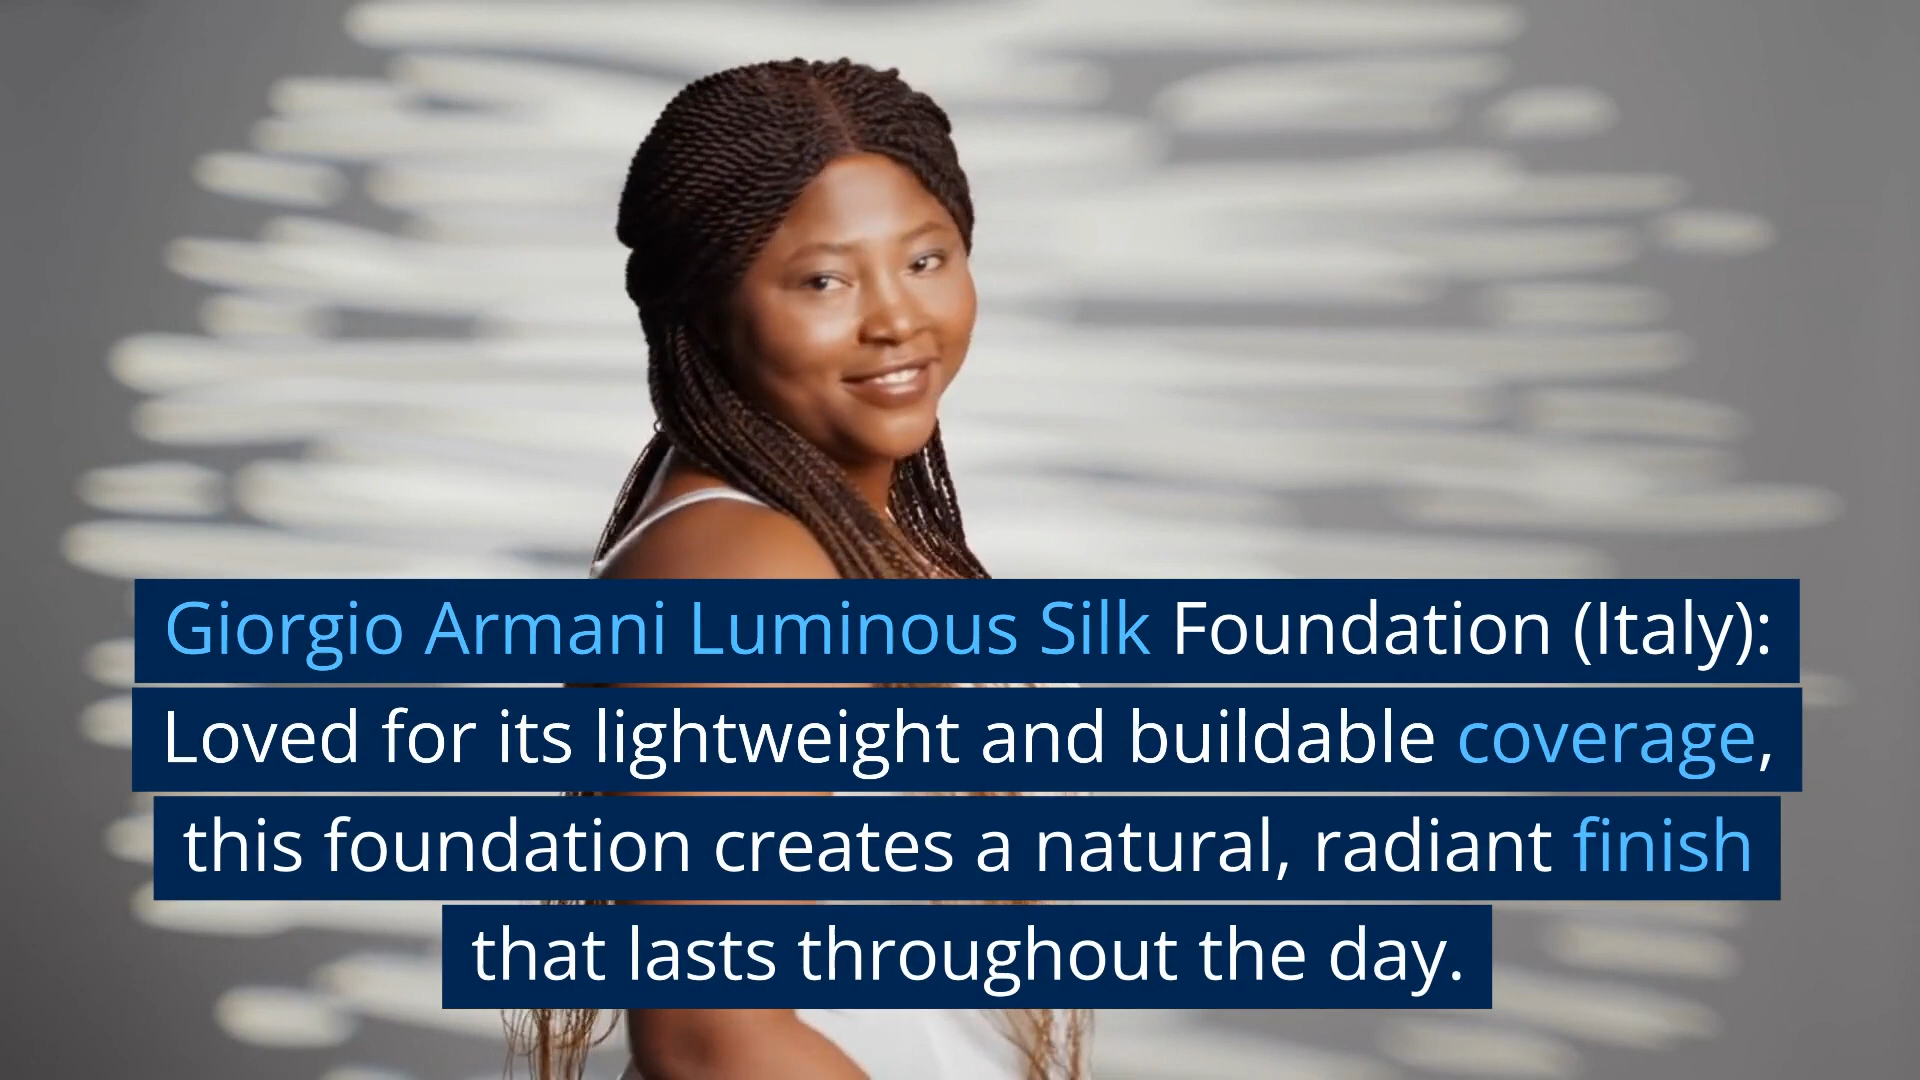 Giorgio Armani Luminous Silk Foundation (Italy):
Loved for its lightweight and buildable coverage,
this foundation creates a natural, radiant finish
that lasts throughout the day.